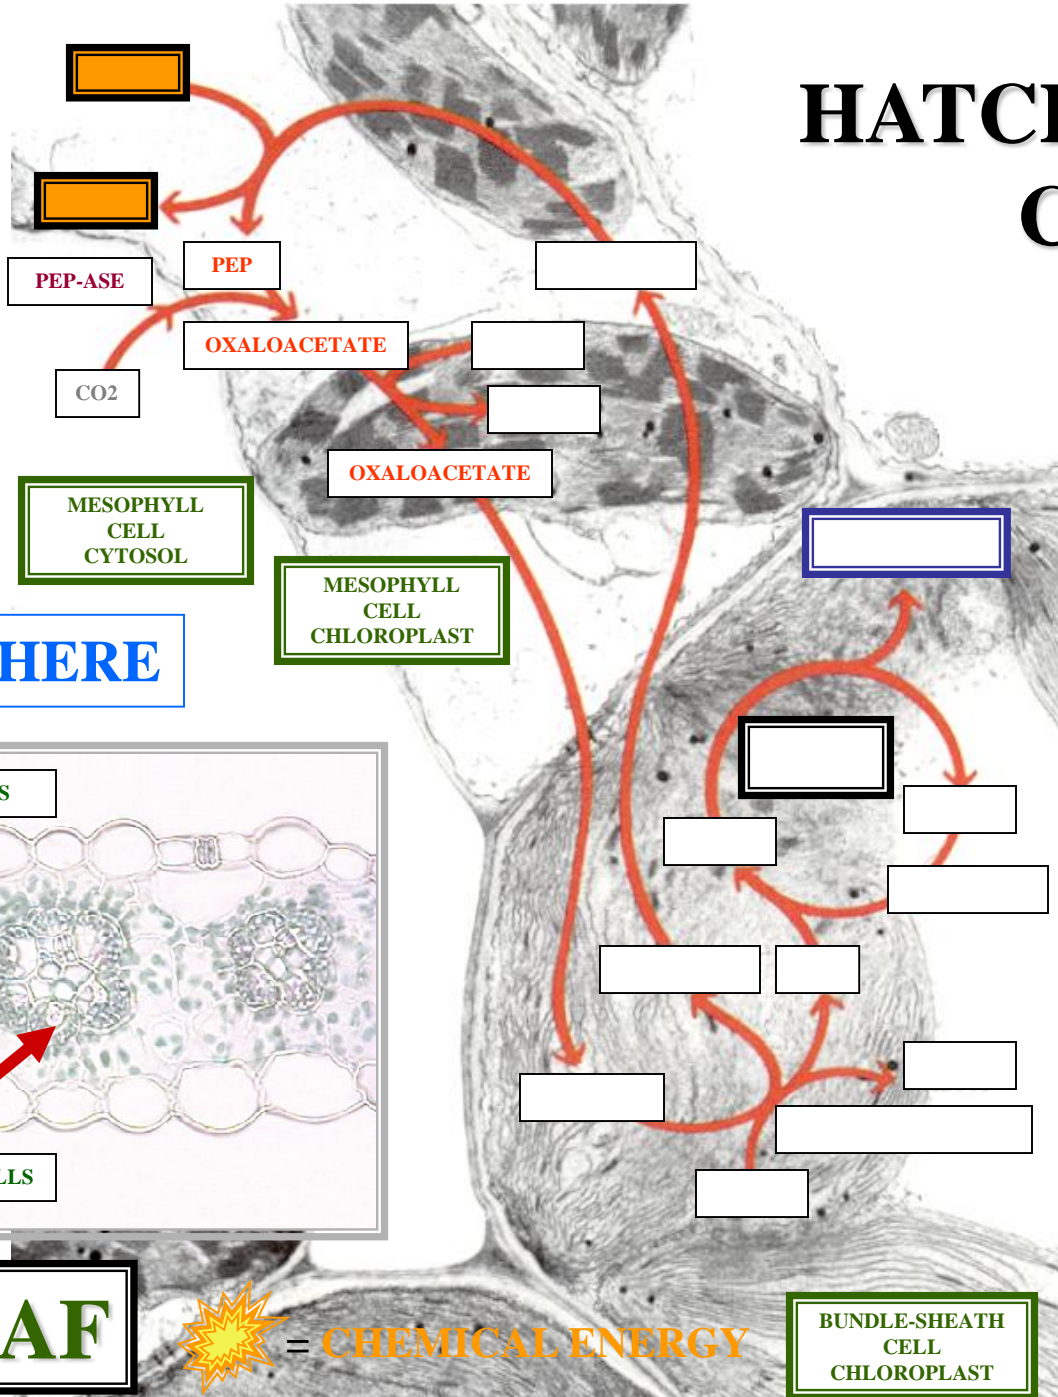 HATCH
C
PEP-ASE
PEP
OXALOACETATE
CO2
OXALOACETATE
MESOPHYLL
CELL
CYTOSOL
MESOPHYLL
CELL
CHLOROPLAST
HERE
S
LLS
AF
= CHEMICAL ENERGY
BUNDLE-SHEATH
CELL
CHLOROPLAST